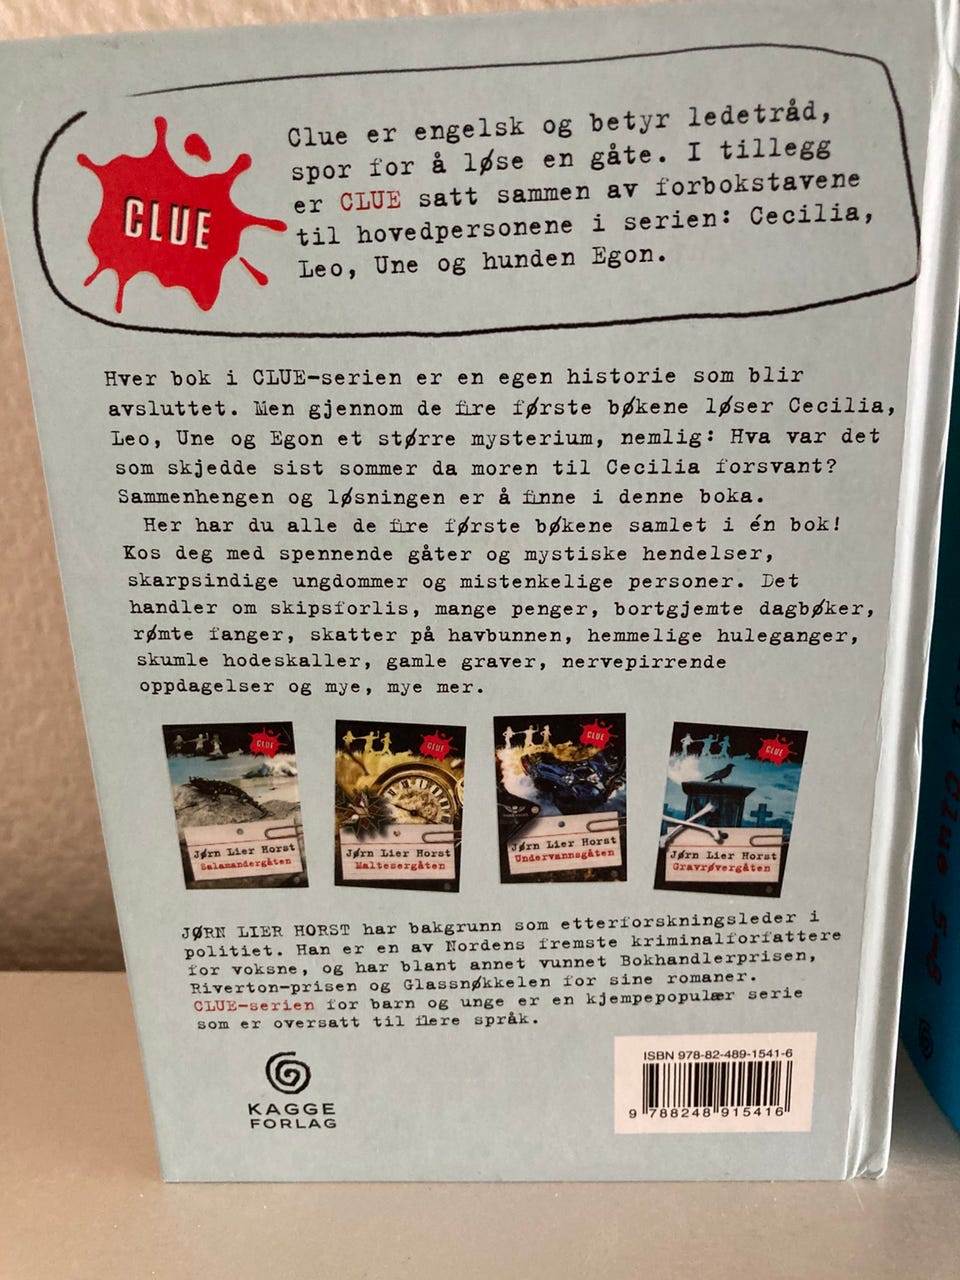 CLUE
Clue er engelsk og betyr ledetråd,
spor for å løse en gåte. I tillegg
er CLUE satt sammen av forbokstavene
til hovedpersonene i serien: Cecilia,
Leo, Une og hunden Egon.
Hver bok i CLUE-serien er en egen historie som blir
avsluttet. Men gjennom de fire første bøkene løser Cecilia,
Leo, Une og Egon et større mysterium, nemlig: Hva var det
som skjedde sist sommer da moren til Cecilia forsvant?
Sammenhengen og løsningen er å finne i denne boka.
Her har du alle de fire første bøkene samlet i én bok!
Kos deg med spennende gåter og mystiske hendelser,
skarpsindige ungdommer og mistenkelige personer. Det
handler om skipsforlis, mange penger, bortgjemte dagbøker,
rømte fanger, skatter på havbunnen, hemmelige huleganger,
skumle hodeskaller, gamle graver, nervepirrende
oppdagelser og mye, mye mer.
CLUE
Jørn Lier Horst
Salamandergåten
CLUE
Jørn Lier Horst
Maltesergåten
CLUE
Jørn Lier Horst
Undervannsgåten
CLUE
Jørn Lier Horst
Gravrøvergåten
JØRN LIER HORST har bakgrunn som etterforskningsleder i
politiet. Han er en av Nordens fremste kriminalforfattere
for voksne, og har blant annet vunnet Bokhandlerprisen,
Riverton-prisen og Glassnøkkelen for sine romaner.
CLUE-serien for barn og unge er en kjempepopulær serie
som er oversatt til flere språk.
KAGGE
FORLAG
ISBN 978-82-489-1541-6
9 788248 915416
Clue 5-8